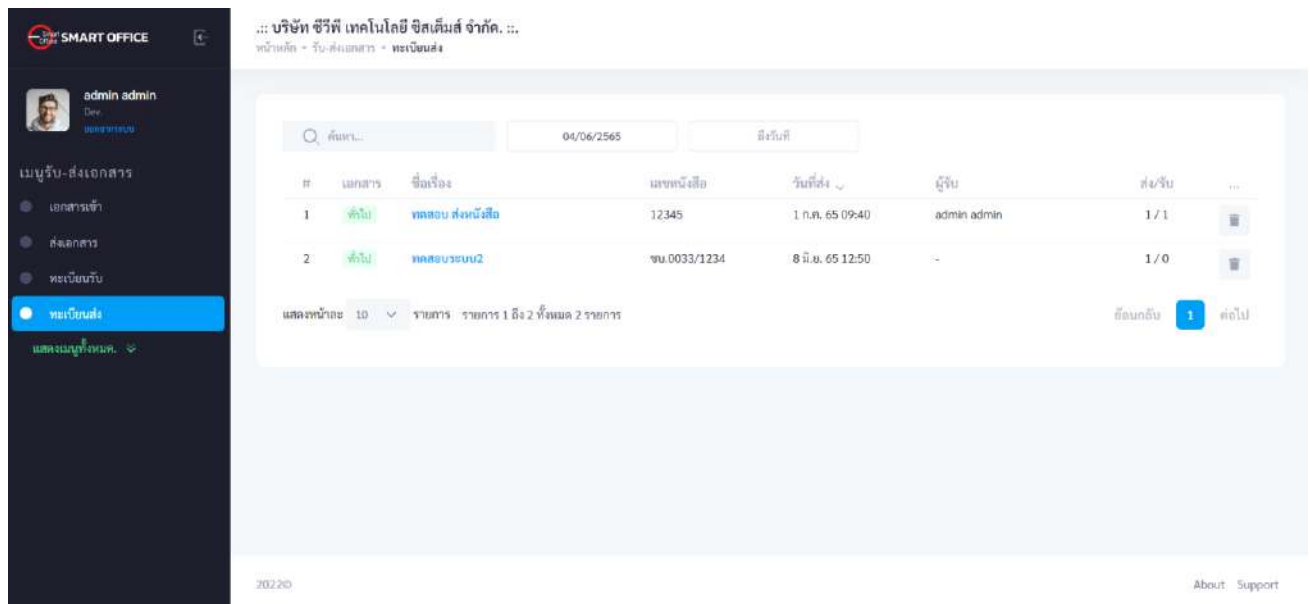 SMART OFFICE
.:: บริษัท ซีวีพี เทคโนโลยี ซิสเต็มส์ จำกัด. ::.
หน้าหลัก - รับ-ส่งเอกสาร - ทะเบียนส่ง
admin admin
Dev.
ออกจากระบบ
เมนูรับ-ส่งเอกสาร
เอกสารเข้า
ส่งเอกสาร
ทะเบียนรับ
ทะเบียนส่ง
แสดงเมนูทั้งหมด.
ค้นหา... 04/06/2565 ถึงวันที่
# เอกสาร ชื่อเรื่อง เลขหนังสือ วันที่ส่ง ผู้รับ ส่ง/รับ ...
1 ทั่วไป ทดสอบ ส่งหนังสือ 12345 1 ก.ค. 65 09:40 admin admin 1 / 1
2 ทั่วไป ทดสอบระบบ2 ขบ.0033/1234 8 มิ.ย. 65 12:50 - 1 / 0
แสดงหน้าละ 10 รายการ รายการ 1 ถึง 2 ทั้งหมด 2 รายการ
ย้อนกลับ 1 ต่อไป
2022©
About Support